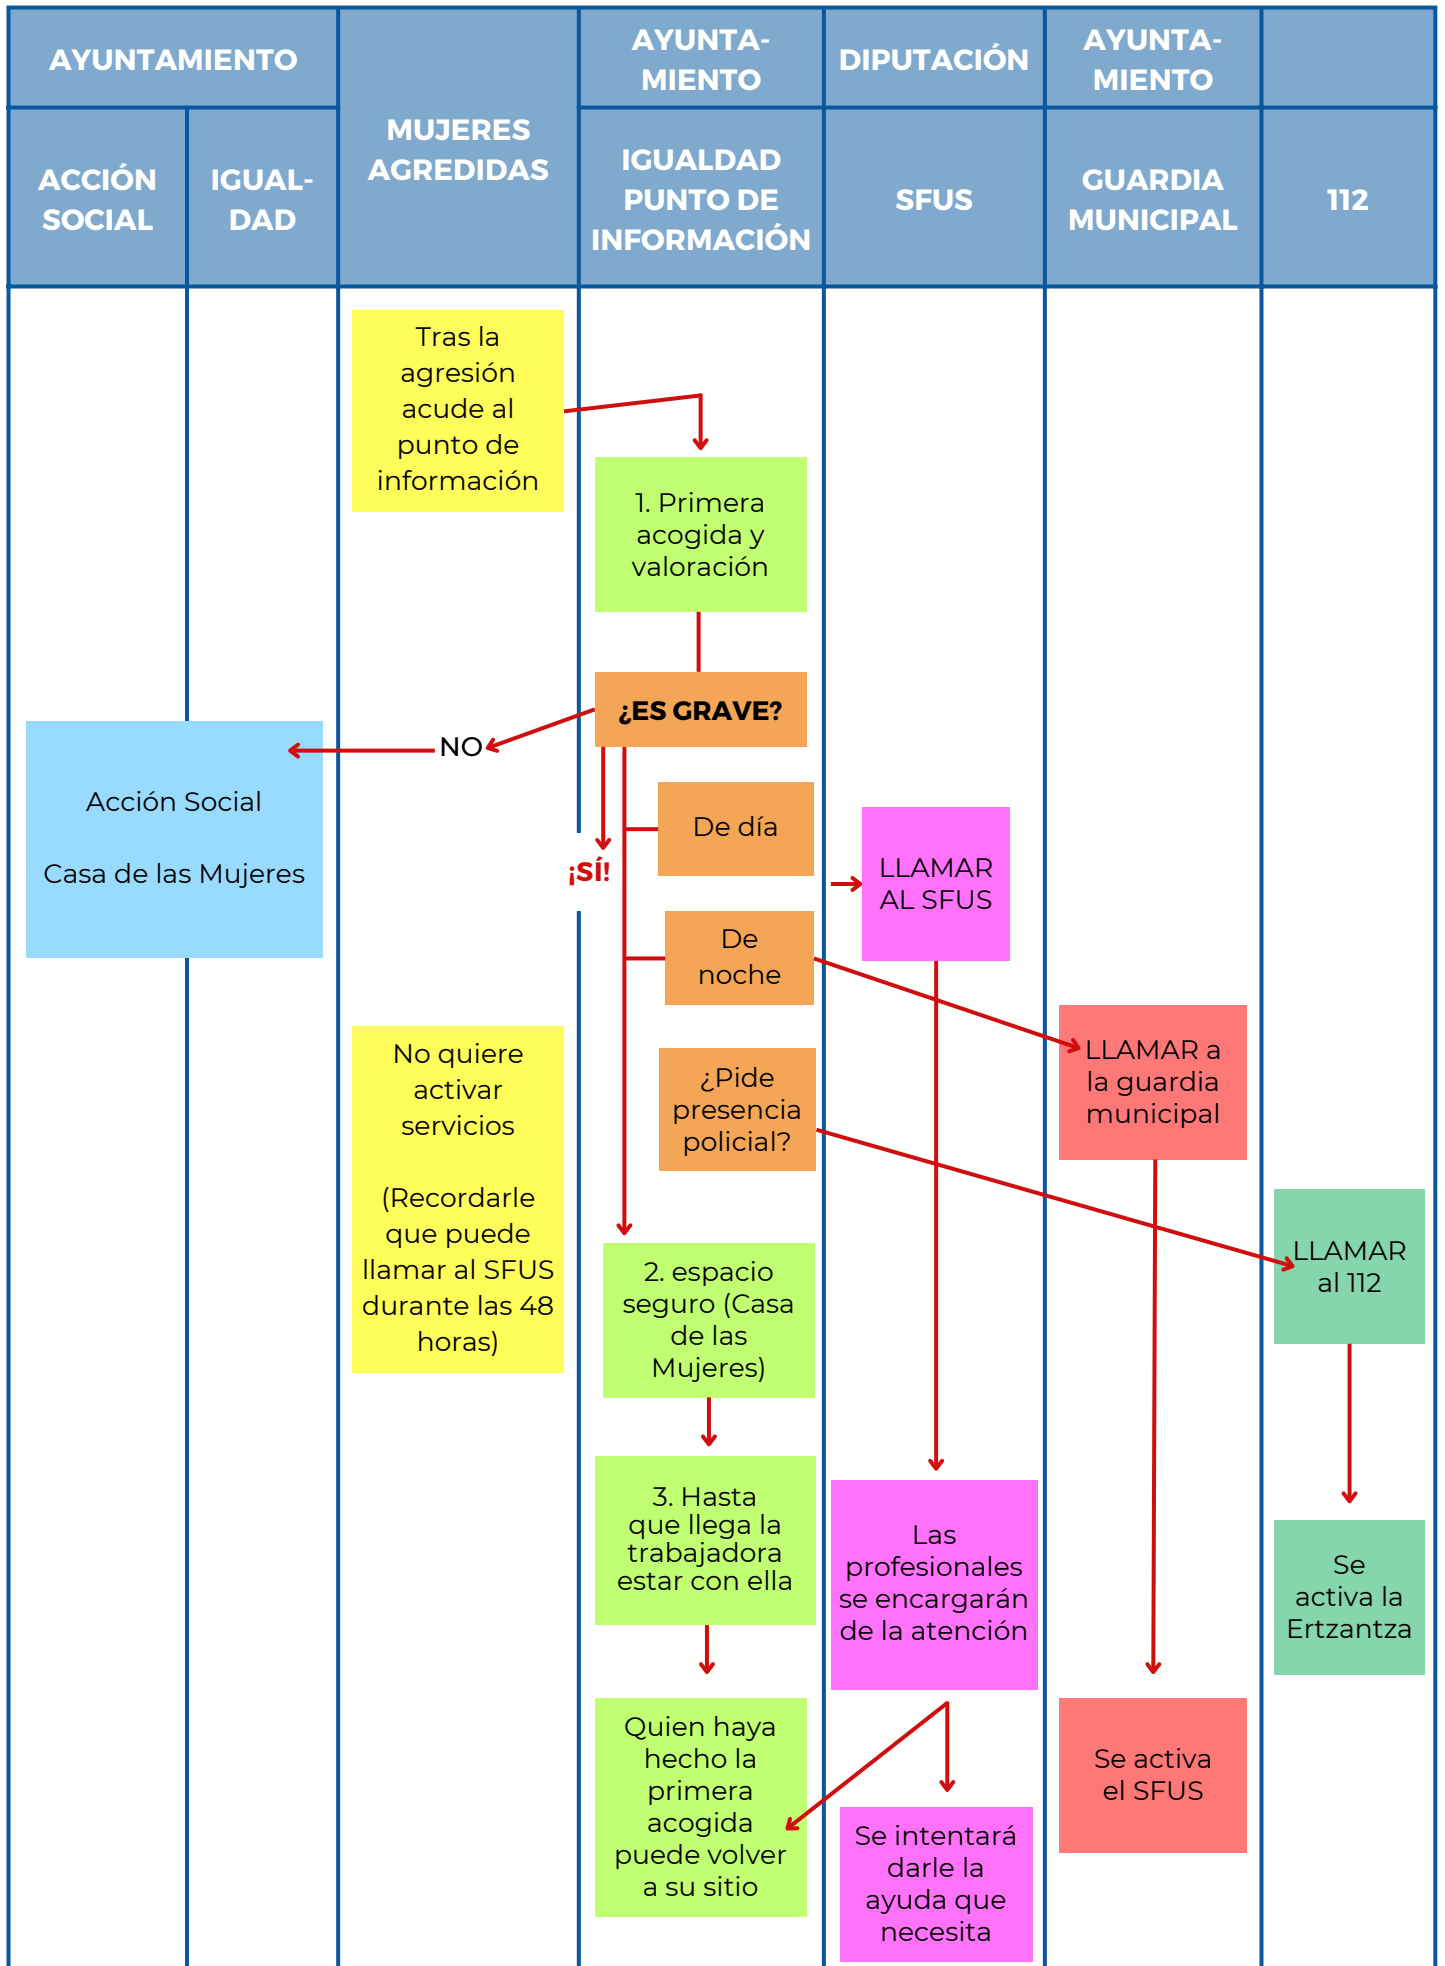 AYUNTAMIENTO
MUJERES
AGREDIDAS
AYUNTA-
MIENTO
DIPUTACIÓN
AYUNTA-
MIENTO
ACCIÓN
SOCIAL
IGUAL-
DAD
IGUALDAD
PUNTO DE
INFORMACIÓN
SFUS
GUARDIA
MUNICIPAL
112
Tras la
agresión
acude al
punto de
información
1. Primera
acogida y
valoración
¿ES GRAVE?
NO
Acción Social
Casa de las Mujeres
¡SÍ!
De día
LLAMAR
AL SFUS
De
noche
LLAMAR a
la guardia
municipal
No quiere
activar
servicios
(Recordarle
que puede
llamar al SFUS
durante las 48
horas)
¿Pide
presencia
policial?
LLAMAR
al 112
2. espacio
seguro (Casa
de las
Mujeres)
3. Hasta
que llega la
trabajadora
estar con ella
Las
profesionales
se encargarán
de la atención
Se
activa la
Ertzantza
Quien haya
hecho la
primera
acogida
puede volver
a su sitio
Se intentará
darle la
ayuda que
necesita
Se activa
el SFUS